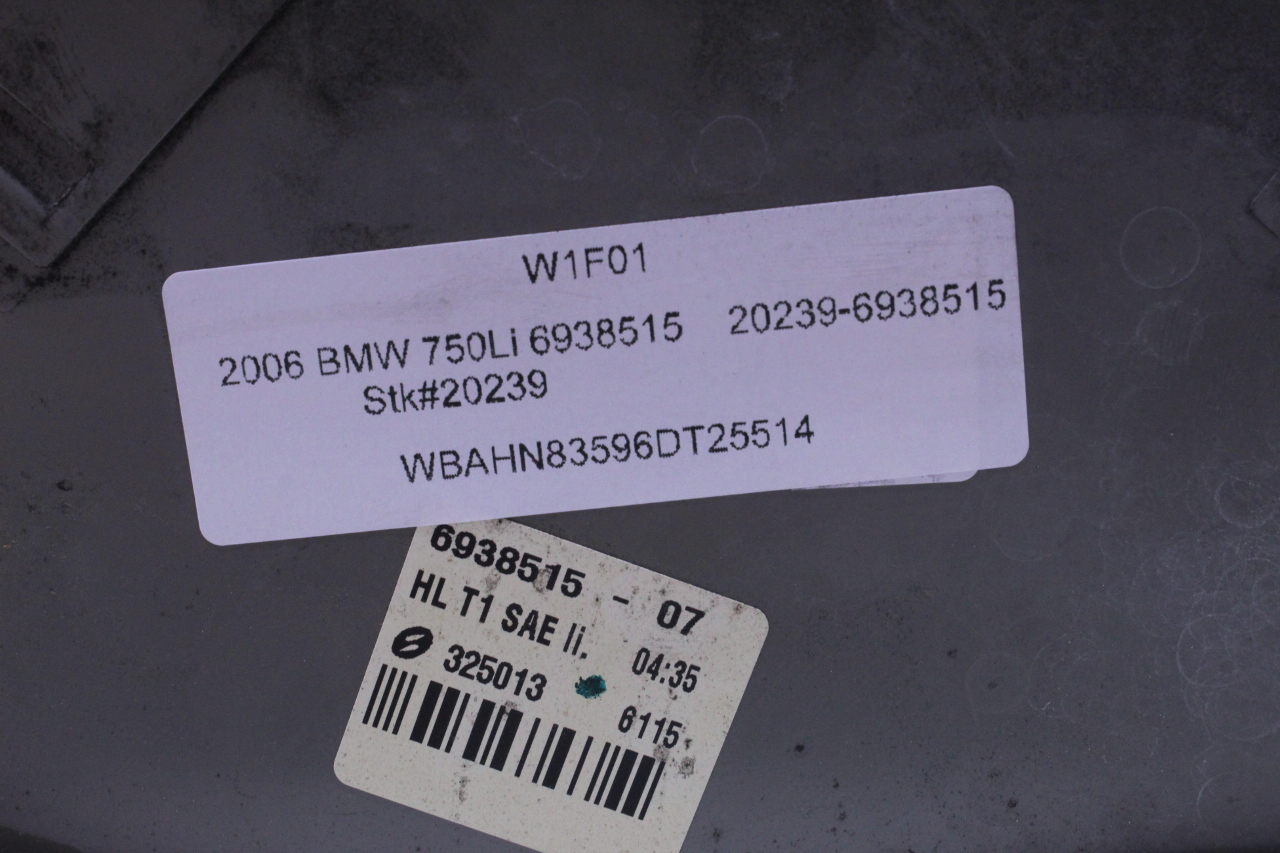 W1F01
2006 BMW 750Li 6938515 20239-6938515
Stk#20239
WBAHN83596DT25514
6938515 - 07
HL T1 SAE li. 04:35
325013 6115